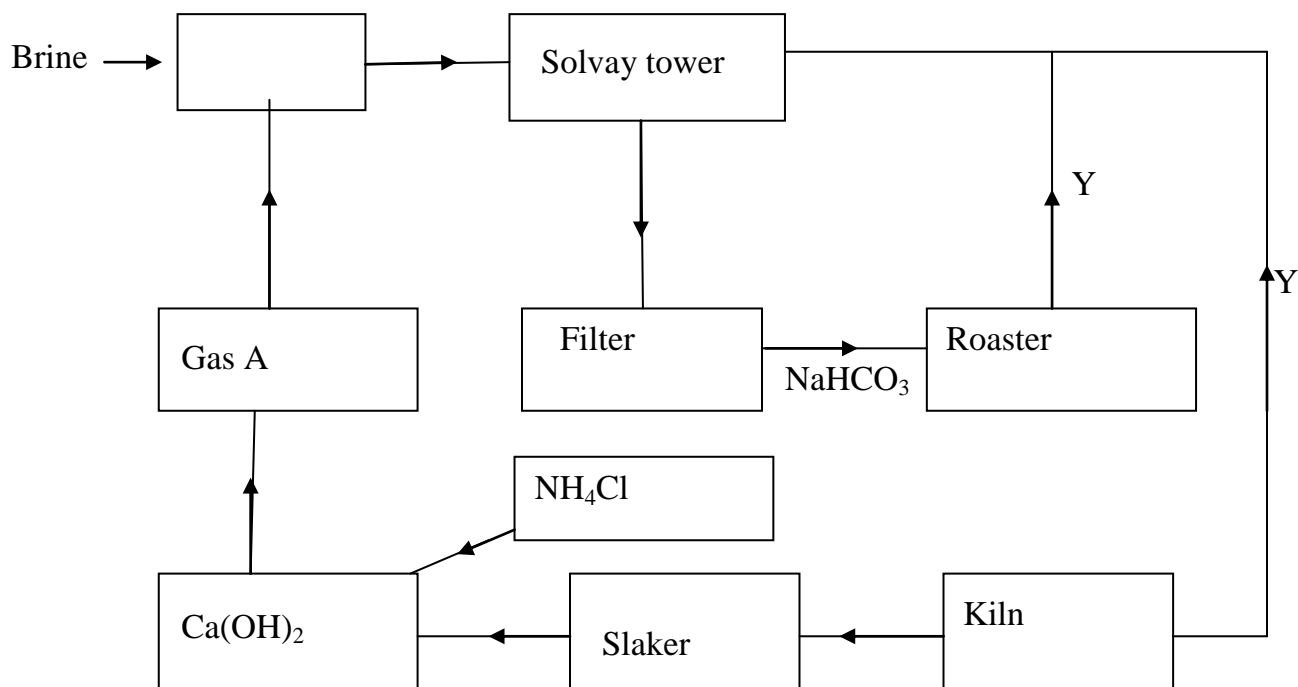 Brine
Solvay tower
Y
Y
Gas A
Filter
Roaster
NaHCO₃
NH₄Cl
Ca(OH)₂
Slaker
Kiln